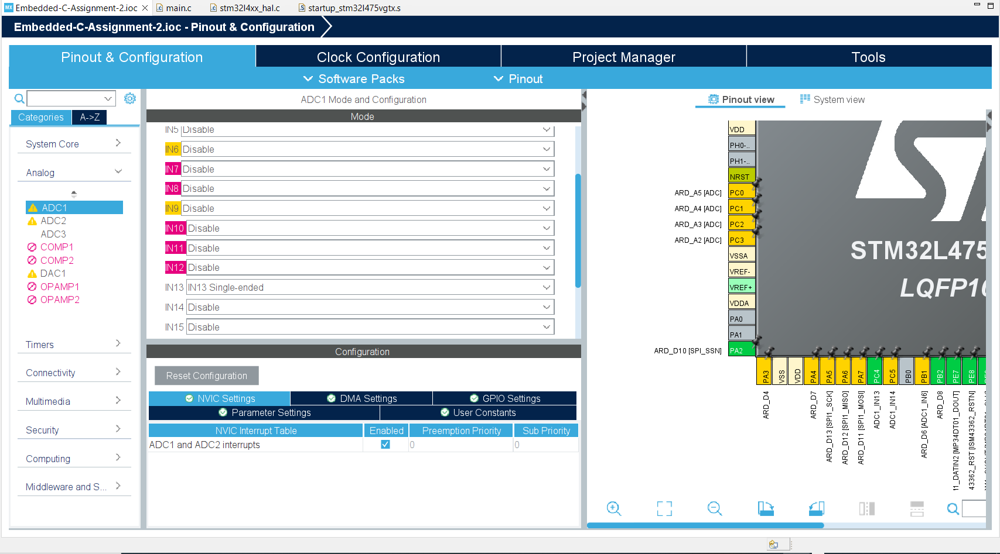 Embedded-C-Assignment-2.ioc
main.c
stm32l4xx_hal.c
startup_stm32l475vgtx.s
Embedded-C-Assignment-2.ioc - Pinout & Configuration
Pinout & Configuration
Clock Configuration
Project Manager
Tools
Software Packs
Pinout
Categories
A->Z
System Core
Analog
ADC1
ADC2
ADC3
COMP1
COMP2
DAC1
OPAMP1
OPAMP2
Timers
Connectivity
Multimedia
Security
Computing
Middleware and S...
ADC1 Mode and Configuration
Mode
IN5 Disable
IN6 Disable
IN7 Disable
IN8 Disable
IN9 Disable
IN10 Disable
IN11 Disable
IN12 Disable
IN13 IN13 Single-ended
IN14 Disable
IN15 Disable
Configuration
Reset Configuration
NVIC Settings
DMA Settings
GPIO Settings
Parameter Settings
User Constants
NVIC Interrupt Table Enabled Preemption Priority Sub Priority
ADC1 and ADC2 interrupts 0 0
Pinout view
System view
VDD
PH0-..
PH1-..
NRST
ARD_A5 [ADC] PC0
ARD_A4 [ADC] PC1
ARD_A3 [ADC] PC2
ARD_A2 [ADC] PC3
VSSA
VREF-
VREF+
VDDA
PA0
PA1
ARD_D10 [SPI_SSN] PA2
STM32L475
LQFP10
PA3
VSS
VDD
PA4
PA5
PA6
PA7
PC4
PC5
PB0
PB1
PB2
PE7
PE8
ARD_D4
ARD_D7
ARD_D13 [SPI1_SCK]
ARD_D12 [SPI1_MISO]
ARD_D11 [SPI1_MOSI]
ADC1_IN13
ADC1_IN14
ARD_D6 [ADC1_IN6]
ARD_D8
11_DATIN2 [MP34DT01_DOUT]
43362_RST [ISM43362_RSTN]